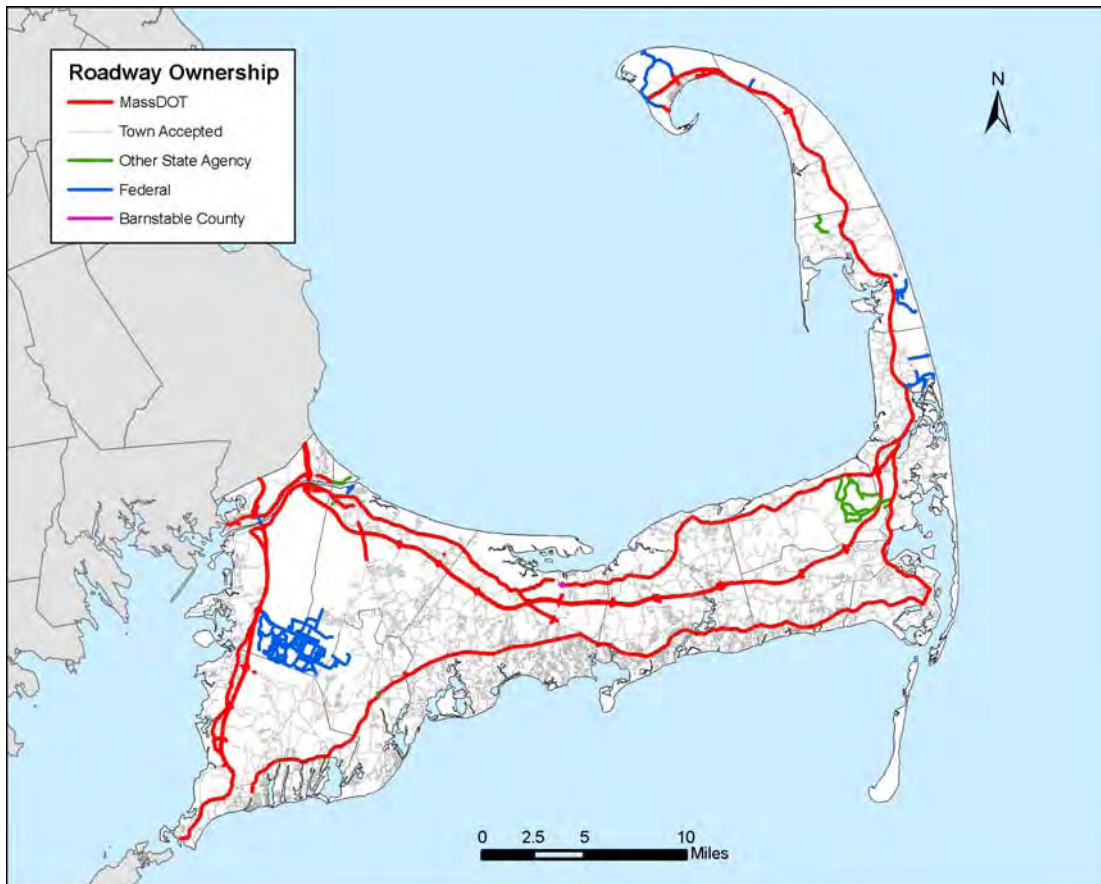 Roadway Ownership
MassDOT
Town Accepted
Other State Agency
Federal
Barnstable County
N
0 2.5 5 10
Miles